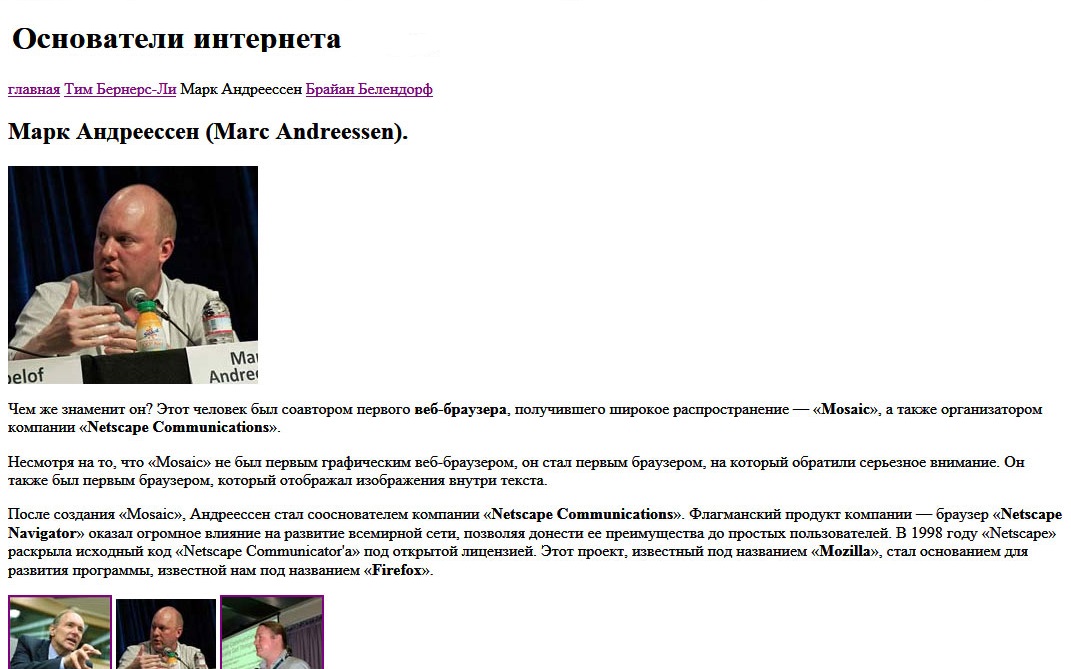 Основатели интернета
главная Тим Бернерс-Ли Марк Андреессен Брайан Белендорф
Марк Андреессен (Marc Andreessen).
Mar
oelof
Andree
Чем же знаменит он? Этот человек был соавтором первого веб-браузера, получившего широкое распространение — «Mosaic», а также организатором
компании «Netscape Communications».
Несмотря на то, что «Mosaic» не был первым графическим веб-браузером, он стал первым браузером, на который обратили серьезное внимание. Он
также был первым браузером, который отображал изображения внутри текста.
После создания «Mosaic», Андреессен стал сооснователем компании «Netscape Communications». Флагманский продукт компании — браузер «Netscape
Navigator» оказал огромное влияние на развитие всемирной сети, позволяя донести ее преимущества до простых пользователей. В 1998 году «Netscape»
раскрыла исходный код «Netscape Communicator'а» под открытой лицензией. Этот проект, известный под названием «Mozilla», стал основанием для
развития программы, известной нам под названием «Firefox».